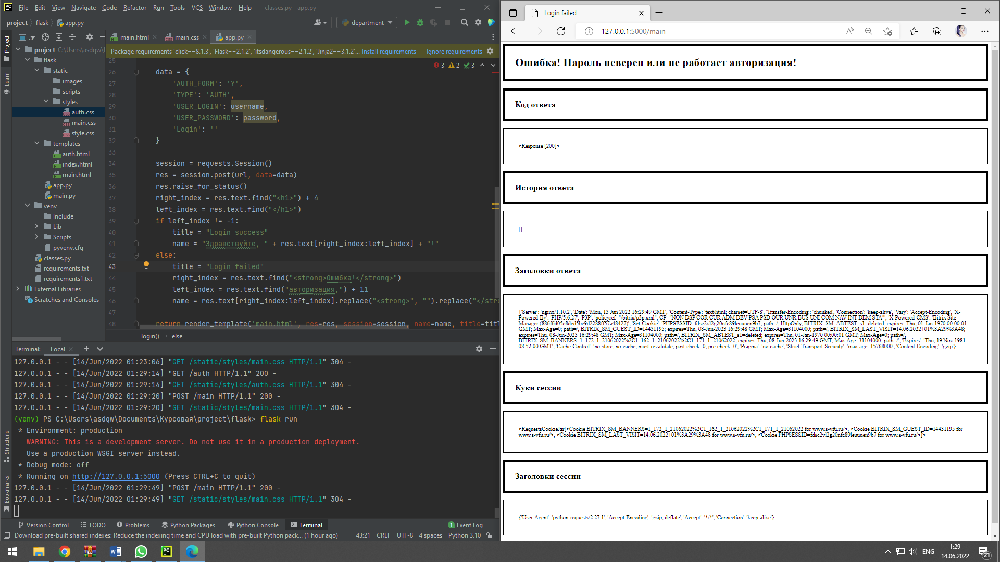 File Edit View Navigate Code Refactor Run Tools VCS Window Help classes.py - app.py
project flask app.py department
Project
main.html main.css app.py
project C:\Users\asdqw\
flask
static
images
scripts
styles
auth.css
main.css
style.css
templates
auth.html
index.html
main.html
app.py
main.py
venv
Include
Lib
Scripts
pyvenv.cfg
classes.py
requirements.txt
requirements1.txt
External Libraries
Scratches and Consoles
Learn
Structure
Bookmarks
Package requirements 'click==8.1.3', 'Flask==2.1.2', 'itsdangerous==2.1.2', 'Jinja2==3.1.2'... Install requirements Ignore requirements
3 2 3
25
26 data = {
27 'AUTH_FORM': 'Y',
28 'TYPE': 'AUTH',
29 'USER_LOGIN': username,
30 'USER_PASSWORD': password,
31 'Login': ''
32 }
33
34 session = requests.Session()
35 res = session.post(url, data=data)
36 res.raise_for_status()
37 right_index = res.text.find("<h1>") + 4
38 left_index = res.text.find("</h1>")
39 if left_index != -1:
40 title = "Login success"
41 name = "Здравствуйте, " + res.text[right_index:left_index] + "!"
42 else:
43 title = "Login failed"
44 right_index = res.text.find("<strong>Ошибка!</strong>")
45 left_index = res.text.find("авторизация,") + 11
46 name = res.text[right_index:left_index].replace("<strong>", "").replace("</stro
47
48 return render_template('main.html', res=res, session=session, name=name, title=titl
login() else
Terminal: Local
127.0.0.1 - - [14/Jun/2022 01:23:06] "GET /static/styles/main.css HTTP/1.1" 304 -
127.0.0.1 - - [14/Jun/2022 01:29:14] "GET /auth HTTP/1.1" 200 -
127.0.0.1 - - [14/Jun/2022 01:29:14] "GET /static/styles/auth.css HTTP/1.1" 304 -
127.0.0.1 - - [14/Jun/2022 01:29:20] "POST /main HTTP/1.1" 200 -
127.0.0.1 - - [14/Jun/2022 01:29:20] "GET /static/styles/main.css HTTP/1.1" 304 -
(venv) PS C:\Users\asdqw\Documents\Курсовая\project\flask> flask run
* Environment: production
WARNING: This is a development server. Do not use it in a production deployment.
Use a production WSGI server instead.
* Debug mode: off
* Running on http://127.0.0.1:5000 (Press CTRL+C to quit)
127.0.0.1 - - [14/Jun/2022 01:29:49] "POST /main HTTP/1.1" 200 -
127.0.0.1 - - [14/Jun/2022 01:29:49] "GET /static/styles/main.css HTTP/1.1" 304 -
Version Control TODO Problems Python Packages Python Console Terminal 1 Event Log
Download pre-built shared indexes: Reduce the indexing time and CPU load with pre-built Python pack... (1 hour ago) 43:21 CRLF UTF-8 4 spaces Python 3.10
Login failed
127.0.0.1:5000/main
Ошибка! Пароль неверен или не работает авторизация!
Код ответа
<Response [200]>
История ответа
[]
Заголовки ответа
{'Server': 'nginx/1.10.2', 'Date': 'Mon, 13 Jun 2022 16:29:49 GMT', 'Content-Type': 'text/html; charset=UTF-8', 'Transfer-Encoding': 'chunked', 'Connection': 'keep-alive', 'Vary': 'Accept-Encoding', 'X-
Powered-By': 'PHP/5.6.27', 'P3P': 'policyref="/bitrix/p3p.xml", CP="NON DSP COR CUR ADM DEV PSA PSD OUR UNR BUS UNI COM NAV INT DEM STA"', 'X-Powered-CMS': 'Bitrix Site
Manager (886f6d05e8ded5bc9d2288ff57a48427)', 'Set-Cookie': 'PHPSESSID=fdsc2vl2g20nfc89leuuuen9b7; path=/; HttpOnly, BITRIX_SM_ABTEST_s1=deleted; expires=Thu, 01-Jan-1970 00:00:01
GMT; Max-Age=0; path=/, BITRIX_SM_GUEST_ID=14431195; expires=Thu, 08-Jun-2023 16:29:48 GMT; Max-Age=31104000; path=/, BITRIX_SM_LAST_VISIT=14.06.2022+01%3A29%3A48;
expires=Thu, 08-Jun-2023 16:29:48 GMT; Max-Age=31104000; path=/, BITRIX_SM_ABTEST_s1=deleted; expires=Thu, 01-Jan-1970 00:00:01 GMT; Max-Age=0; path=/,
BITRIX_SM_BANNERS=1_172_1_21062022%2C1_162_1_21062022%2C1_171_1_21062022; expires=Thu, 08-Jun-2023 16:29:49 GMT; Max-Age=31104000; path=/', 'Expires': 'Thu, 19 Nov 1981
08:52:00 GMT', 'Cache-Control': 'no-store, no-cache, must-revalidate, post-check=0, pre-check=0', 'Pragma': 'no-cache', 'Strict-Transport-Security': 'max-age=15768000', 'Content-Encoding': 'gzip'}
Куки сессии
<RequestsCookieJar[<Cookie BITRIX_SM_BANNERS=1_172_1_21062022%2C1_162_1_21062022%2C1_171_1_21062022 for www.s-vfu.ru/>, <Cookie BITRIX_SM_GUEST_ID=14431195 for
www.s-vfu.ru/>, <Cookie BITRIX_SM_LAST_VISIT=14.06.2022+01%3A29%3A48 for www.s-vfu.ru/>, <Cookie PHPSESSID=fdsc2vl2g20nfc89leuuuen9b7 for www.s-vfu.ru/>]>
Заголовки сессии
{'User-Agent': 'python-requests/2.27.1', 'Accept-Encoding': 'gzip, deflate', 'Accept': '*/*', 'Connection': 'keep-alive'}
ENG 1:29
14.06.2022
21